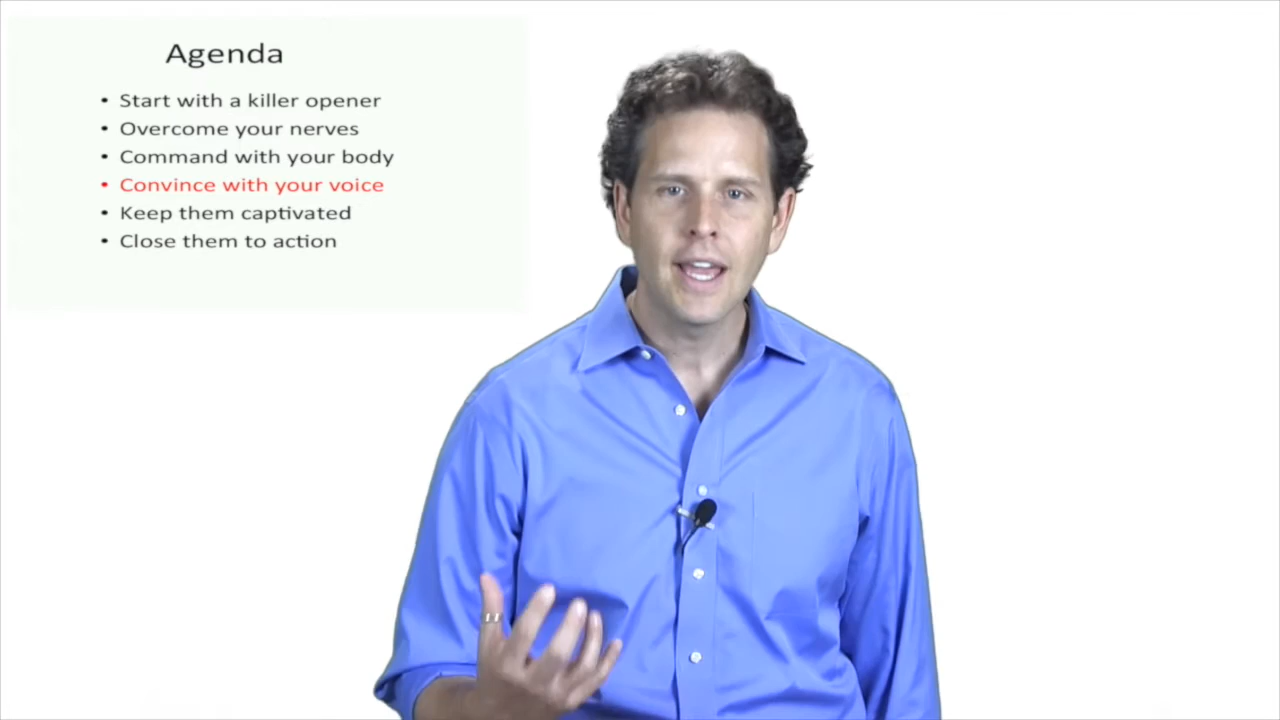 Agenda
• Start with a killer opener
• Overcome your nerves
• Command with your body
• Convince with your voice
• Keep them captivated
• Close them to action